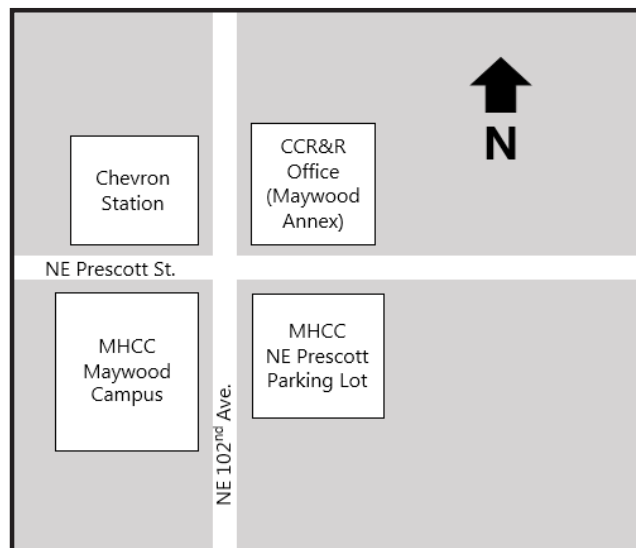 N
Chevron
Station
CCR&R
Office
(Maywood
Annex)
NE Prescott St.
MHCC
Maywood
Campus
MHCC
NE Prescott
Parking Lot
NE 102nd Ave.